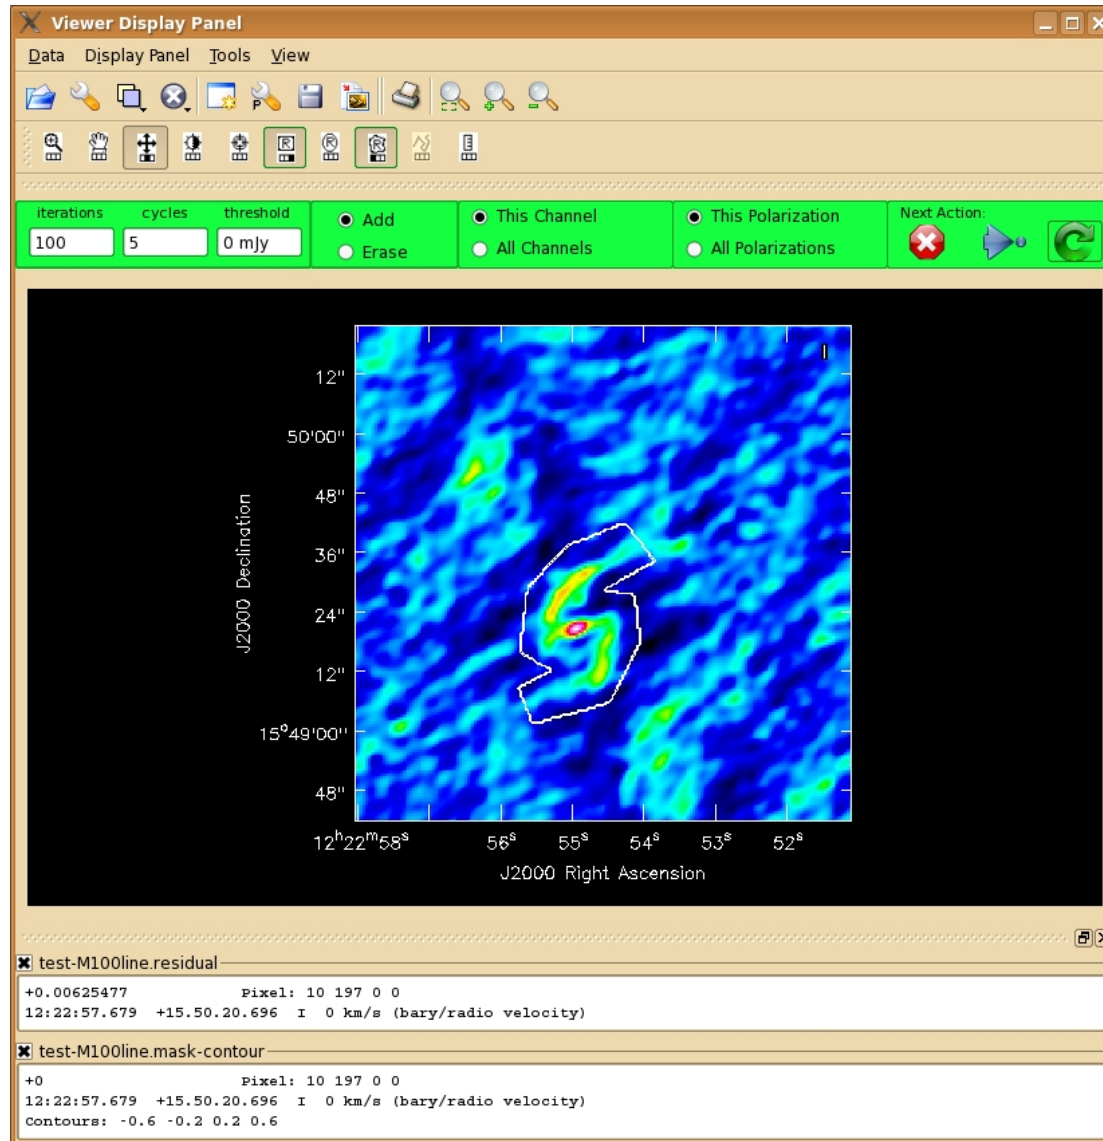 Viewer Display Panel
Data Display Panel Tools View
iterations cycles threshold
100 5 0 mJy
Add
Erase
This Channel
All Channels
This Polarization
All Polarizations
Next Action:
I
12"
50'00"
48"
36"
24"
12"
15°49'00"
48"
J2000 Declination
12ʰ22ᵐ58ˢ 56ˢ 55ˢ 54ˢ 53ˢ 52ˢ
J2000 Right Ascension
test-M100line.residual
+0.00625477 Pixel: 10 197 0 0
12:22:57.679 +15.50.20.696 I 0 km/s (bary/radio velocity)
test-M100line.mask-contour
+0 Pixel: 10 197 0 0
12:22:57.679 +15.50.20.696 I 0 km/s (bary/radio velocity)
Contours: -0.6 -0.2 0.2 0.6